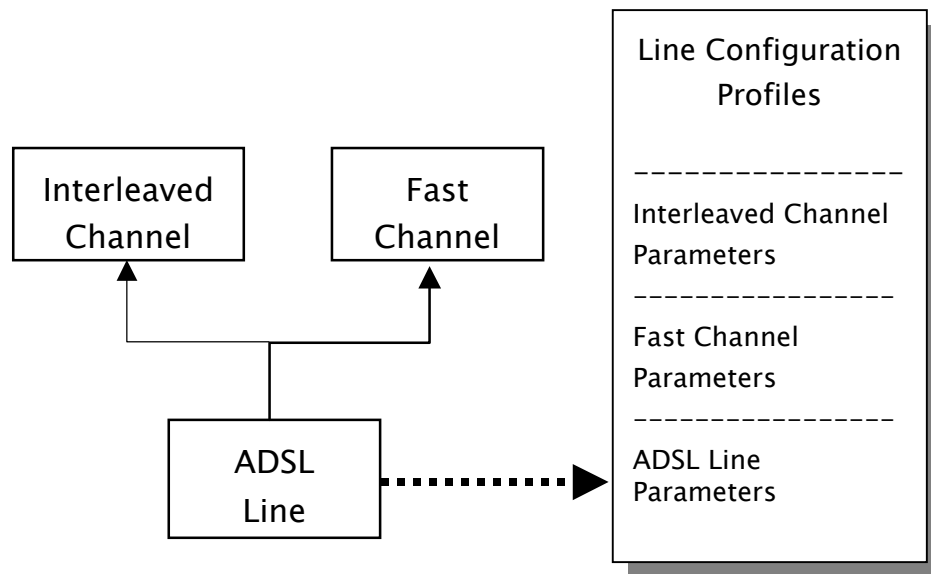 Line Configuration
Profiles
----------------
Interleaved Channel
Parameters
----------------
Fast Channel
Parameters
----------------
ADSL Line
Parameters
Interleaved
Channel
Fast
Channel
ADSL
Line